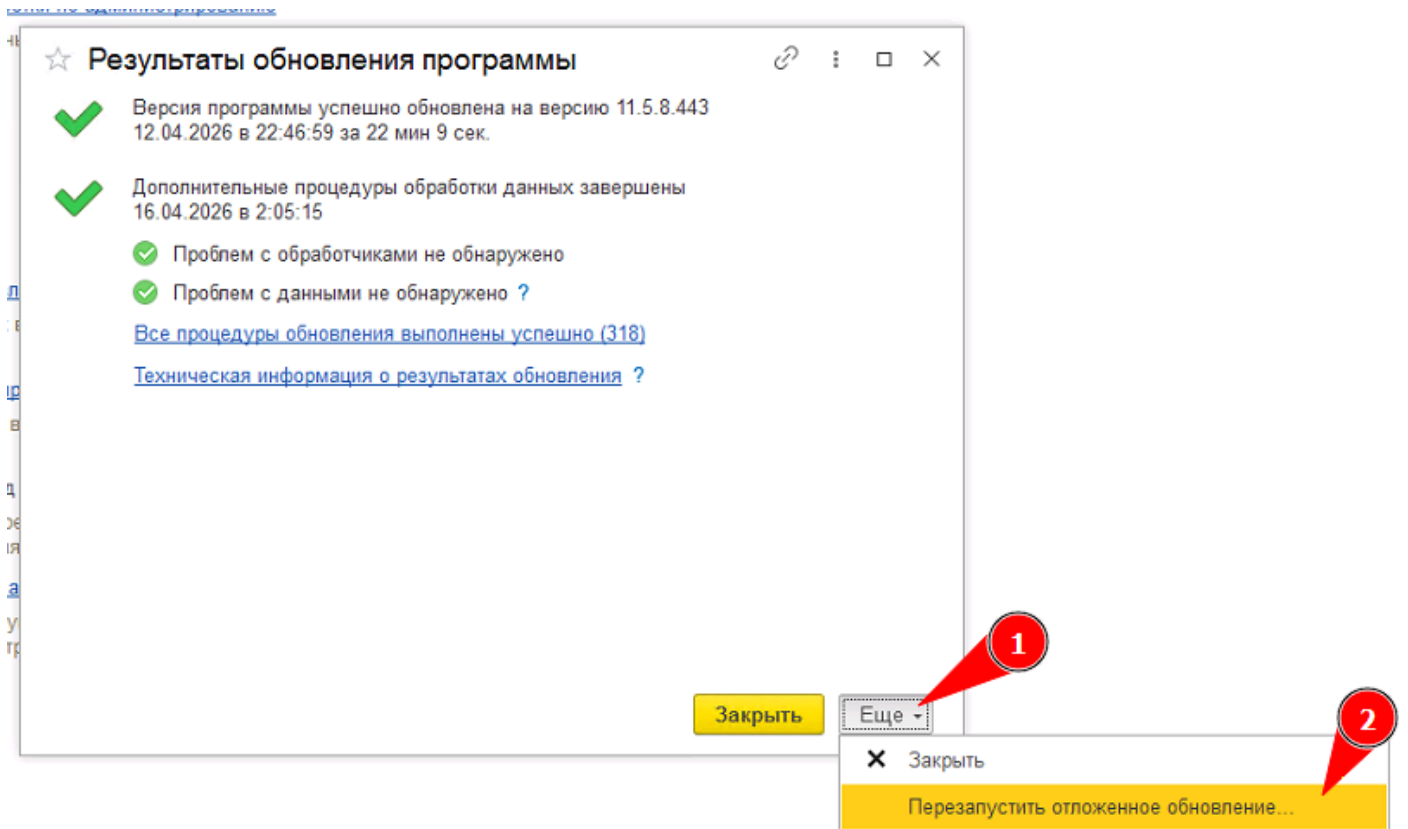 Результаты обновления программы
Версия программы успешно обновлена на версию 11.5.8.443
12.04.2026 в 22:46:59 за 22 мин 9 сек.
Дополнительные процедуры обработки данных завершены
16.04.2026 в 2:05:15
Проблем с обработчиками не обнаружено
Проблем с данными не обнаружено ?
Все процедуры обновления выполнены успешно (318)
Техническая информация о результатах обновления ?
1
Закрыть
Еще
2
Закрыть
Перезапустить отложенное обновление...